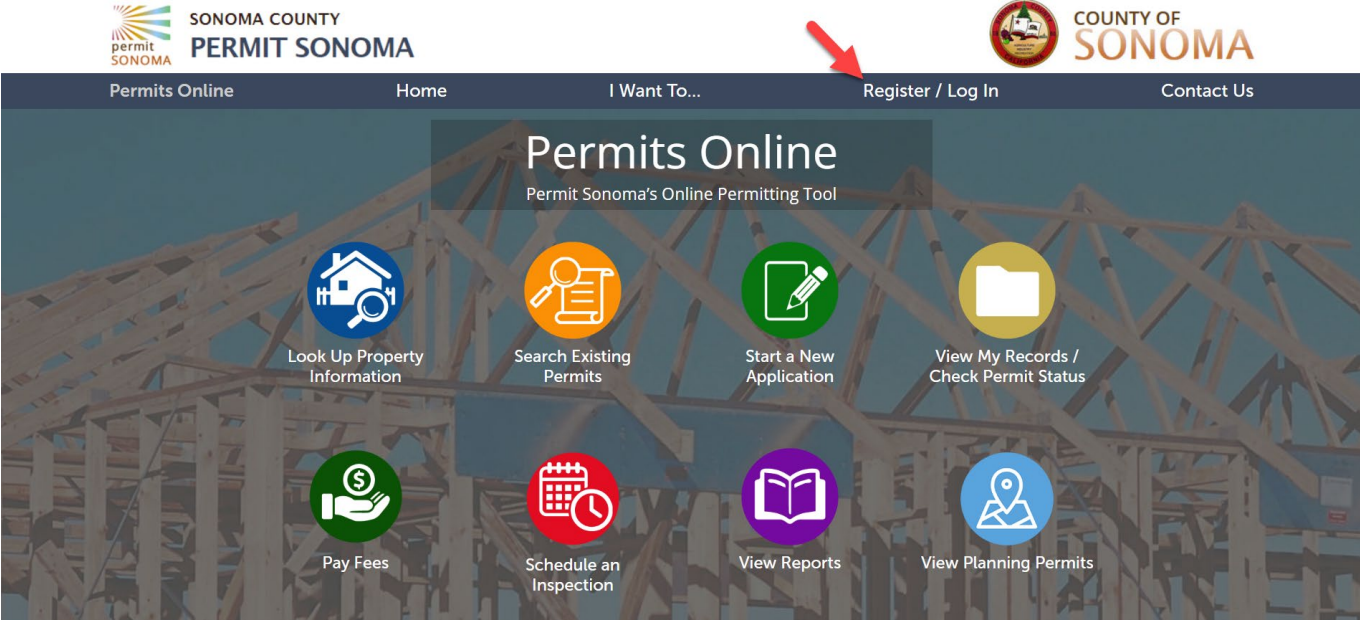 permit
SONOMA
SONOMA COUNTY
PERMIT SONOMA
COUNTY OF
SONOMA
Permits Online
Home
I Want To...
Register / Log In
Contact Us
Permits Online
Permit Sonoma's Online Permitting Tool
Look Up Property
Information
Search Existing
Permits
Start a New
Application
View My Records /
Check Permit Status
$
Pay Fees
Schedule an
Inspection
View Reports
View Planning Permits